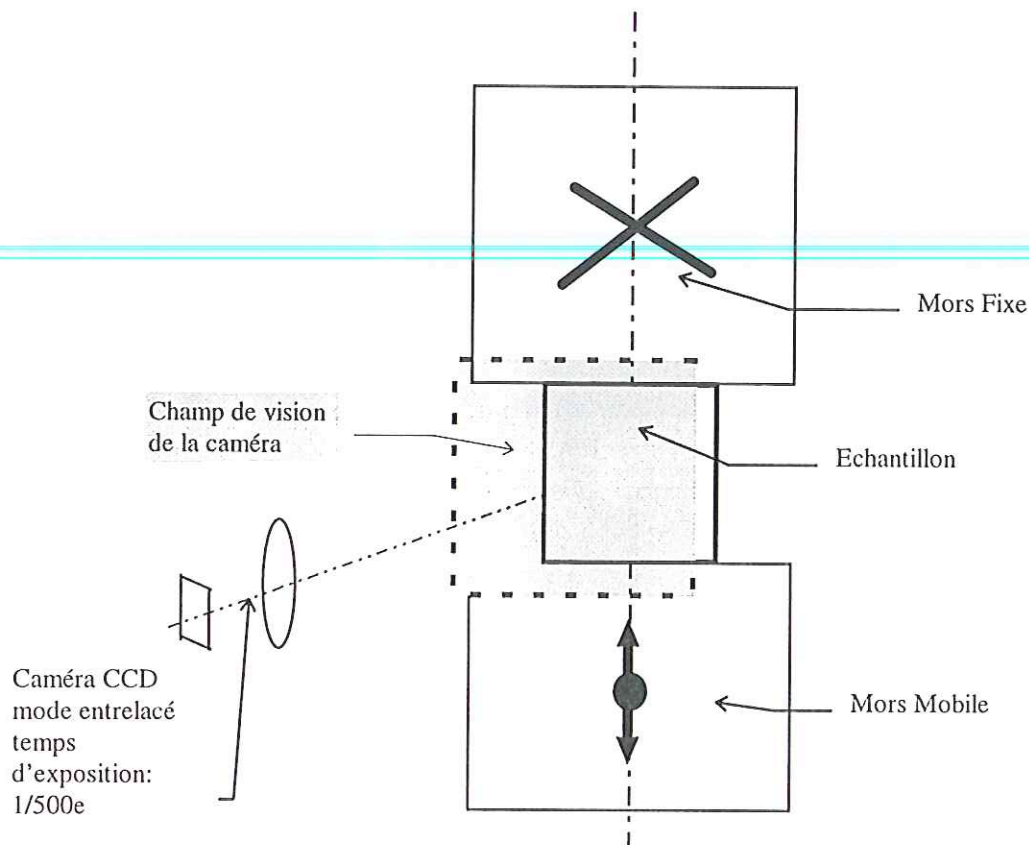 Mors Fixe
Champ de vision
de la caméra
Echantillon
Caméra CCD
mode entrelacé
temps
d'exposition:
1/500e
Mors Mobile